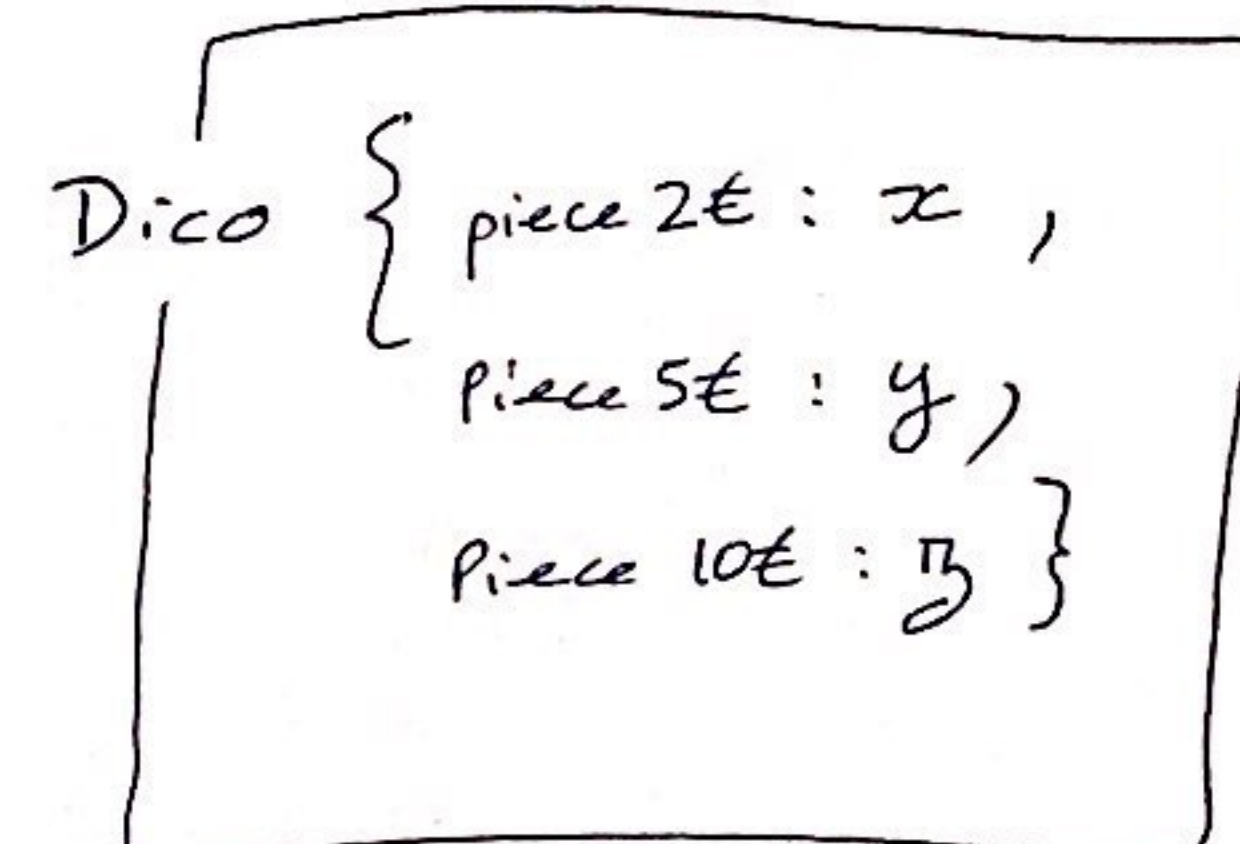 Dico { piece 2€ : x ,
Piece 5€ : y ,
Piece 10€ : z }